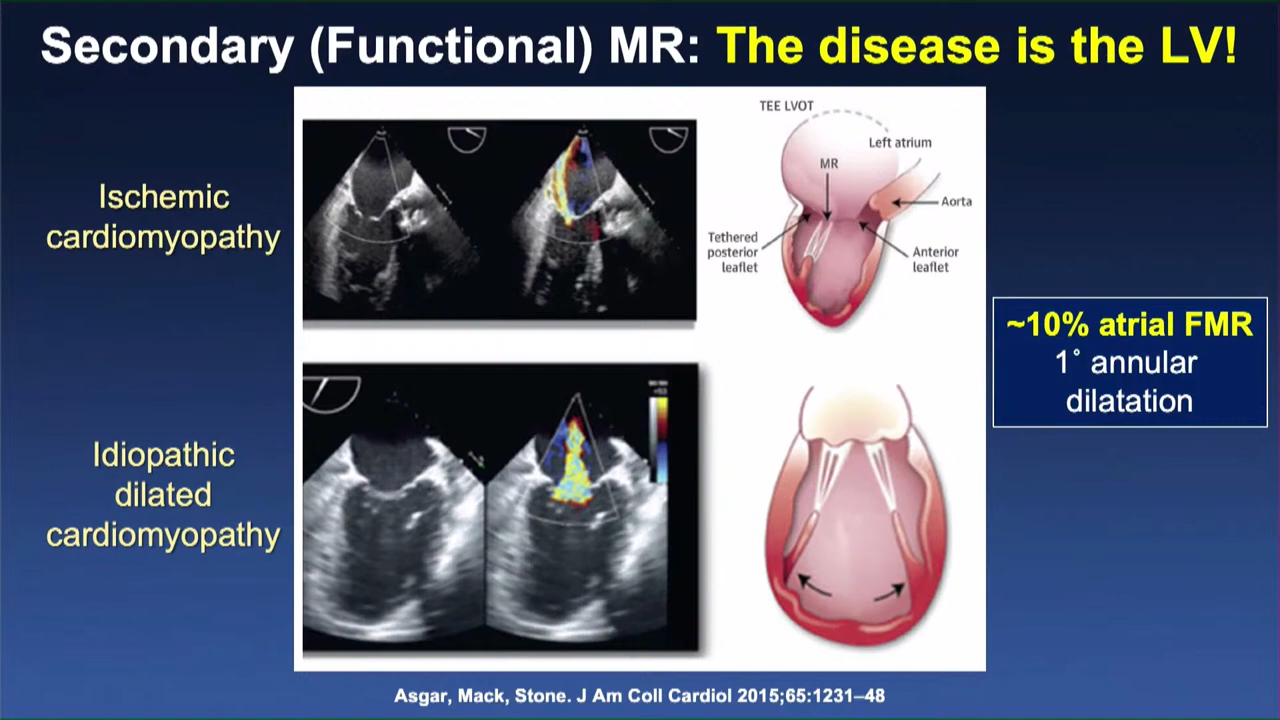 Secondary (Functional) MR: The disease is the LV!
Ischemic
cardiomyopathy
TEE LVOT
Left atrium
MR
Aorta
Tethered
posterior
leaflet
Anterior
leaflet
~10% atrial FMR
1° annular
dilatation
Idiopathic
dilated
cardiomyopathy
Asgar, Mack, Stone. J Am Coll Cardiol 2015;65:1231–48